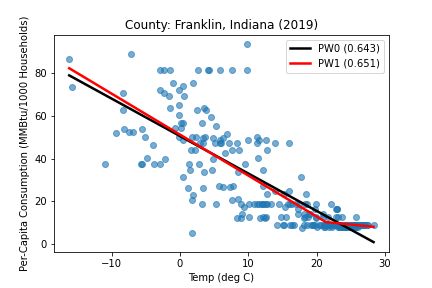 County: Franklin, Indiana (2019)
Per-Capita Consumption (MMBtu/1000 Households)
80
60
40
20
0
PW0 (0.643)
PW1 (0.651)
−10 0 10 20 30
Temp (deg C)